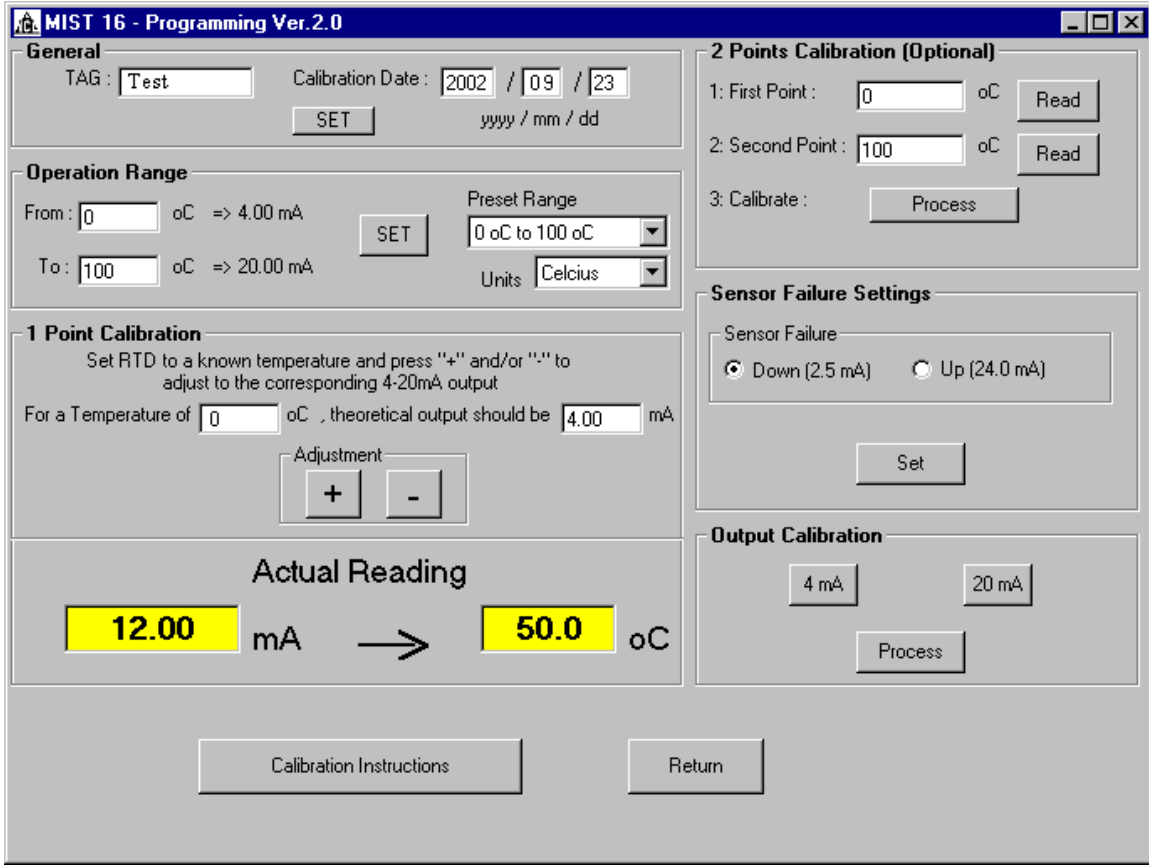 MIST 16 - Programming Ver.2.0
General
TAG : Test
Calibration Date : 2002 / 09 / 23
SET
yyyy / mm / dd
Operation Range
From : 0 oC => 4.00 mA
To : 100 oC => 20.00 mA
SET
Preset Range
0 oC to 100 oC
Units Celcius
1 Point Calibration
Set RTD to a known temperature and press "+" and/or "-" to
adjust to the corresponding 4-20mA output
For a Temperature of 0 oC , theoretical output should be 4.00 mA
Adjustment
+ -
Actual Reading
12.00 mA 50.0 oC
2 Points Calibration (Optional)
1: First Point : 0 oC Read
2: Second Point : 100 oC Read
3: Calibrate : Process
Sensor Failure Settings
Sensor Failure
Down (2.5 mA) Up (24.0 mA)
Set
Output Calibration
4 mA 20 mA
Process
Calibration Instructions
Return